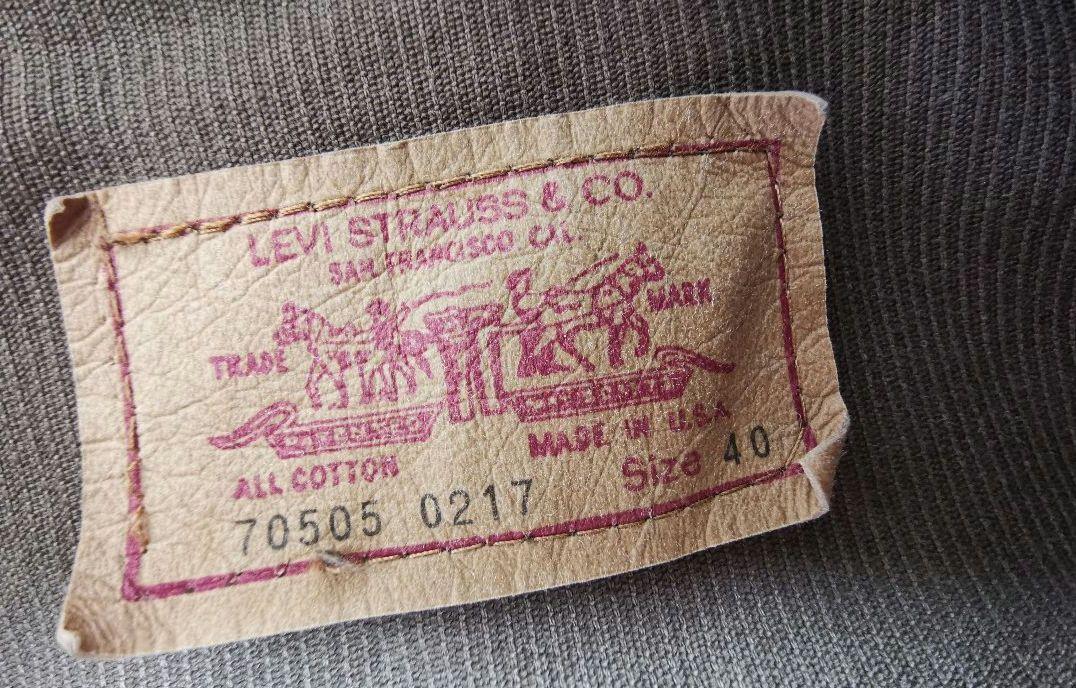 LEVI STRAUSS & CO.
SAN FRANCISCO CAL.
TRADE MARK
MADE IN U.S.A
ALL COTTON Size 40
70505 0217